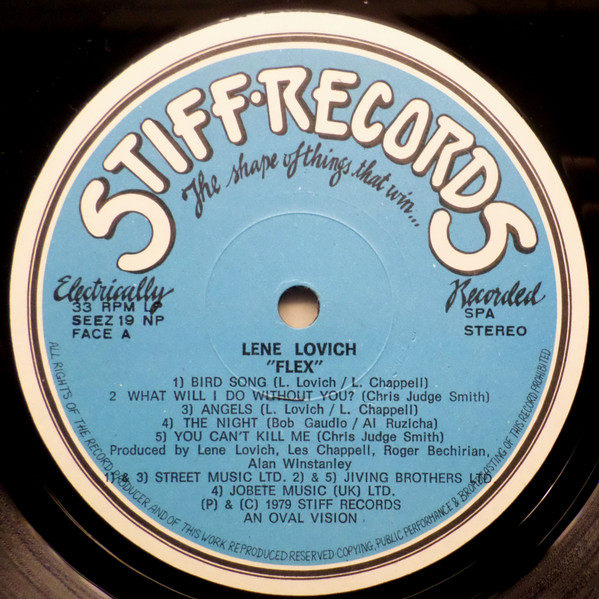 STIFF·RECORDS
The shape of things that win...
Electrically
Recorded
33 RPM LP
SEEZ 19 NP
FACE A
SPA
STEREO
LENE LOVICH
"FLEX"
1) BIRD SONG (L. Lovich / L. Chappell)
2 WHAT WILL I DO WITHOUT YOU? (Chris Judge Smith)
3) ANGELS (L. Lovich / L. Chappell)
4) THE NIGHT (Bob Gaudio / Al Ruzicha)
5) YOU CAN'T KILL ME (Chris Judge Smith)
Produced by Lene Lovich, Les Chappell, Roger Bechirian,
Alan Winstanley
1) & 3) STREET MUSIC LTD. 2) & 5) JIVING BROTHERS LTD
4) JOBETE MUSIC (UK) LTD.
(P) & (C) 1979 STIFF RECORDS
AN OVAL VISION
ALL RIGHTS OF THE RECORD PRODUCER AND OF THIS WORK REPRODUCED RESERVED·COPYING, PUBLIC PERFORMANCE & BROADCASTING OF THIS RECORD PROHIBITED